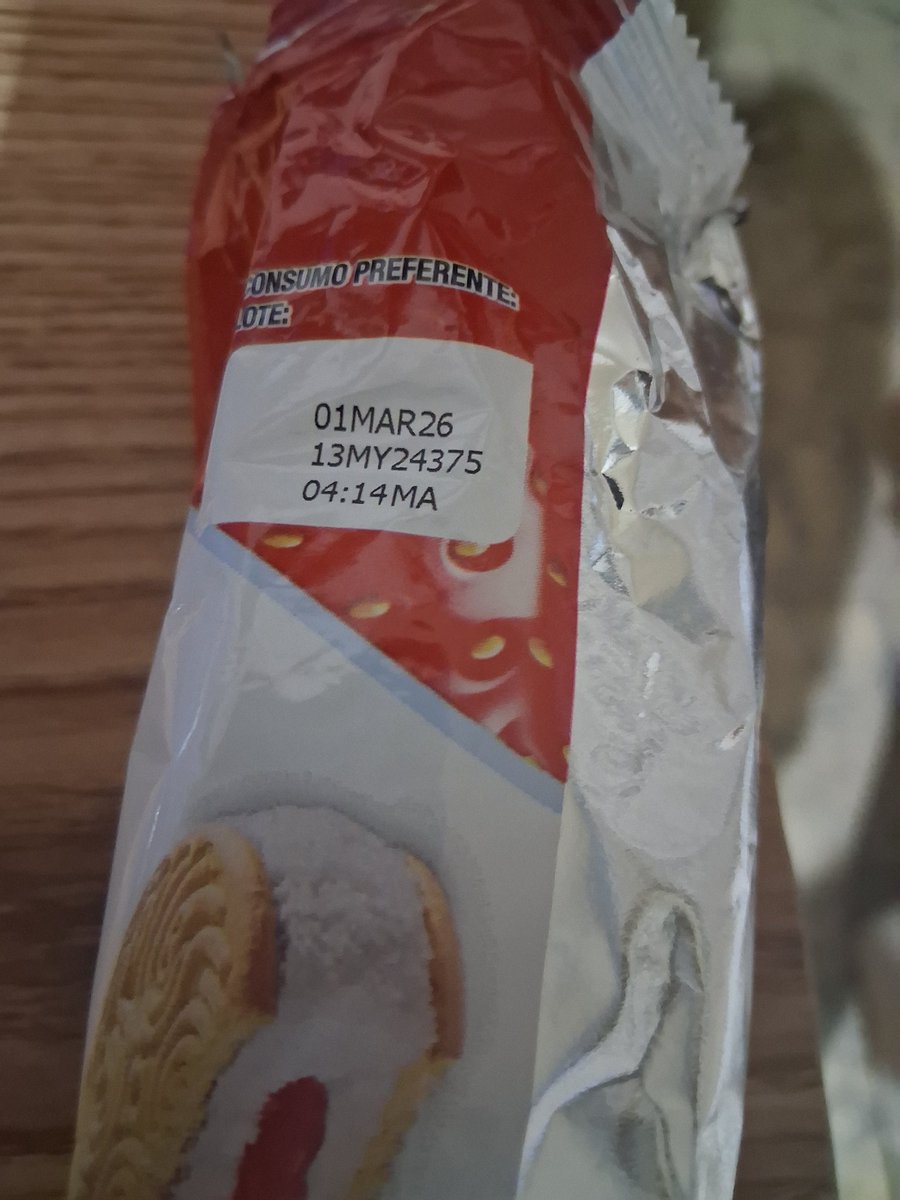 CONSUMO PREFERENTE:
LOTE:
01MAR26
13MY24375
04:14MA